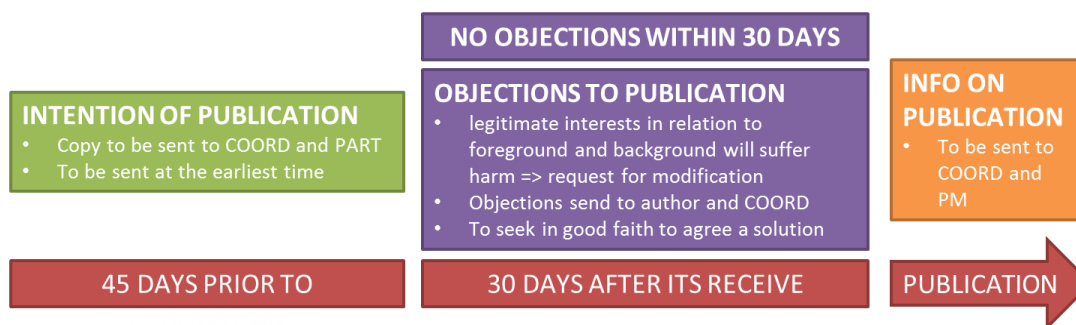 NO OBJECTIONS WITHIN 30 DAYS
INTENTION OF PUBLICATION
• Copy to be sent to COORD and PART
• To be sent at the earliest time
OBJECTIONS TO PUBLICATION
• legitimate interests in relation to
foreground and background will suffer
harm => request for modification
• Objections send to author and COORD
• To seek in good faith to agree a solution
INFO ON
PUBLICATION
• To be sent to
COORD and
PM
45 DAYS PRIOR TO
30 DAYS AFTER ITS RECEIVE
PUBLICATION